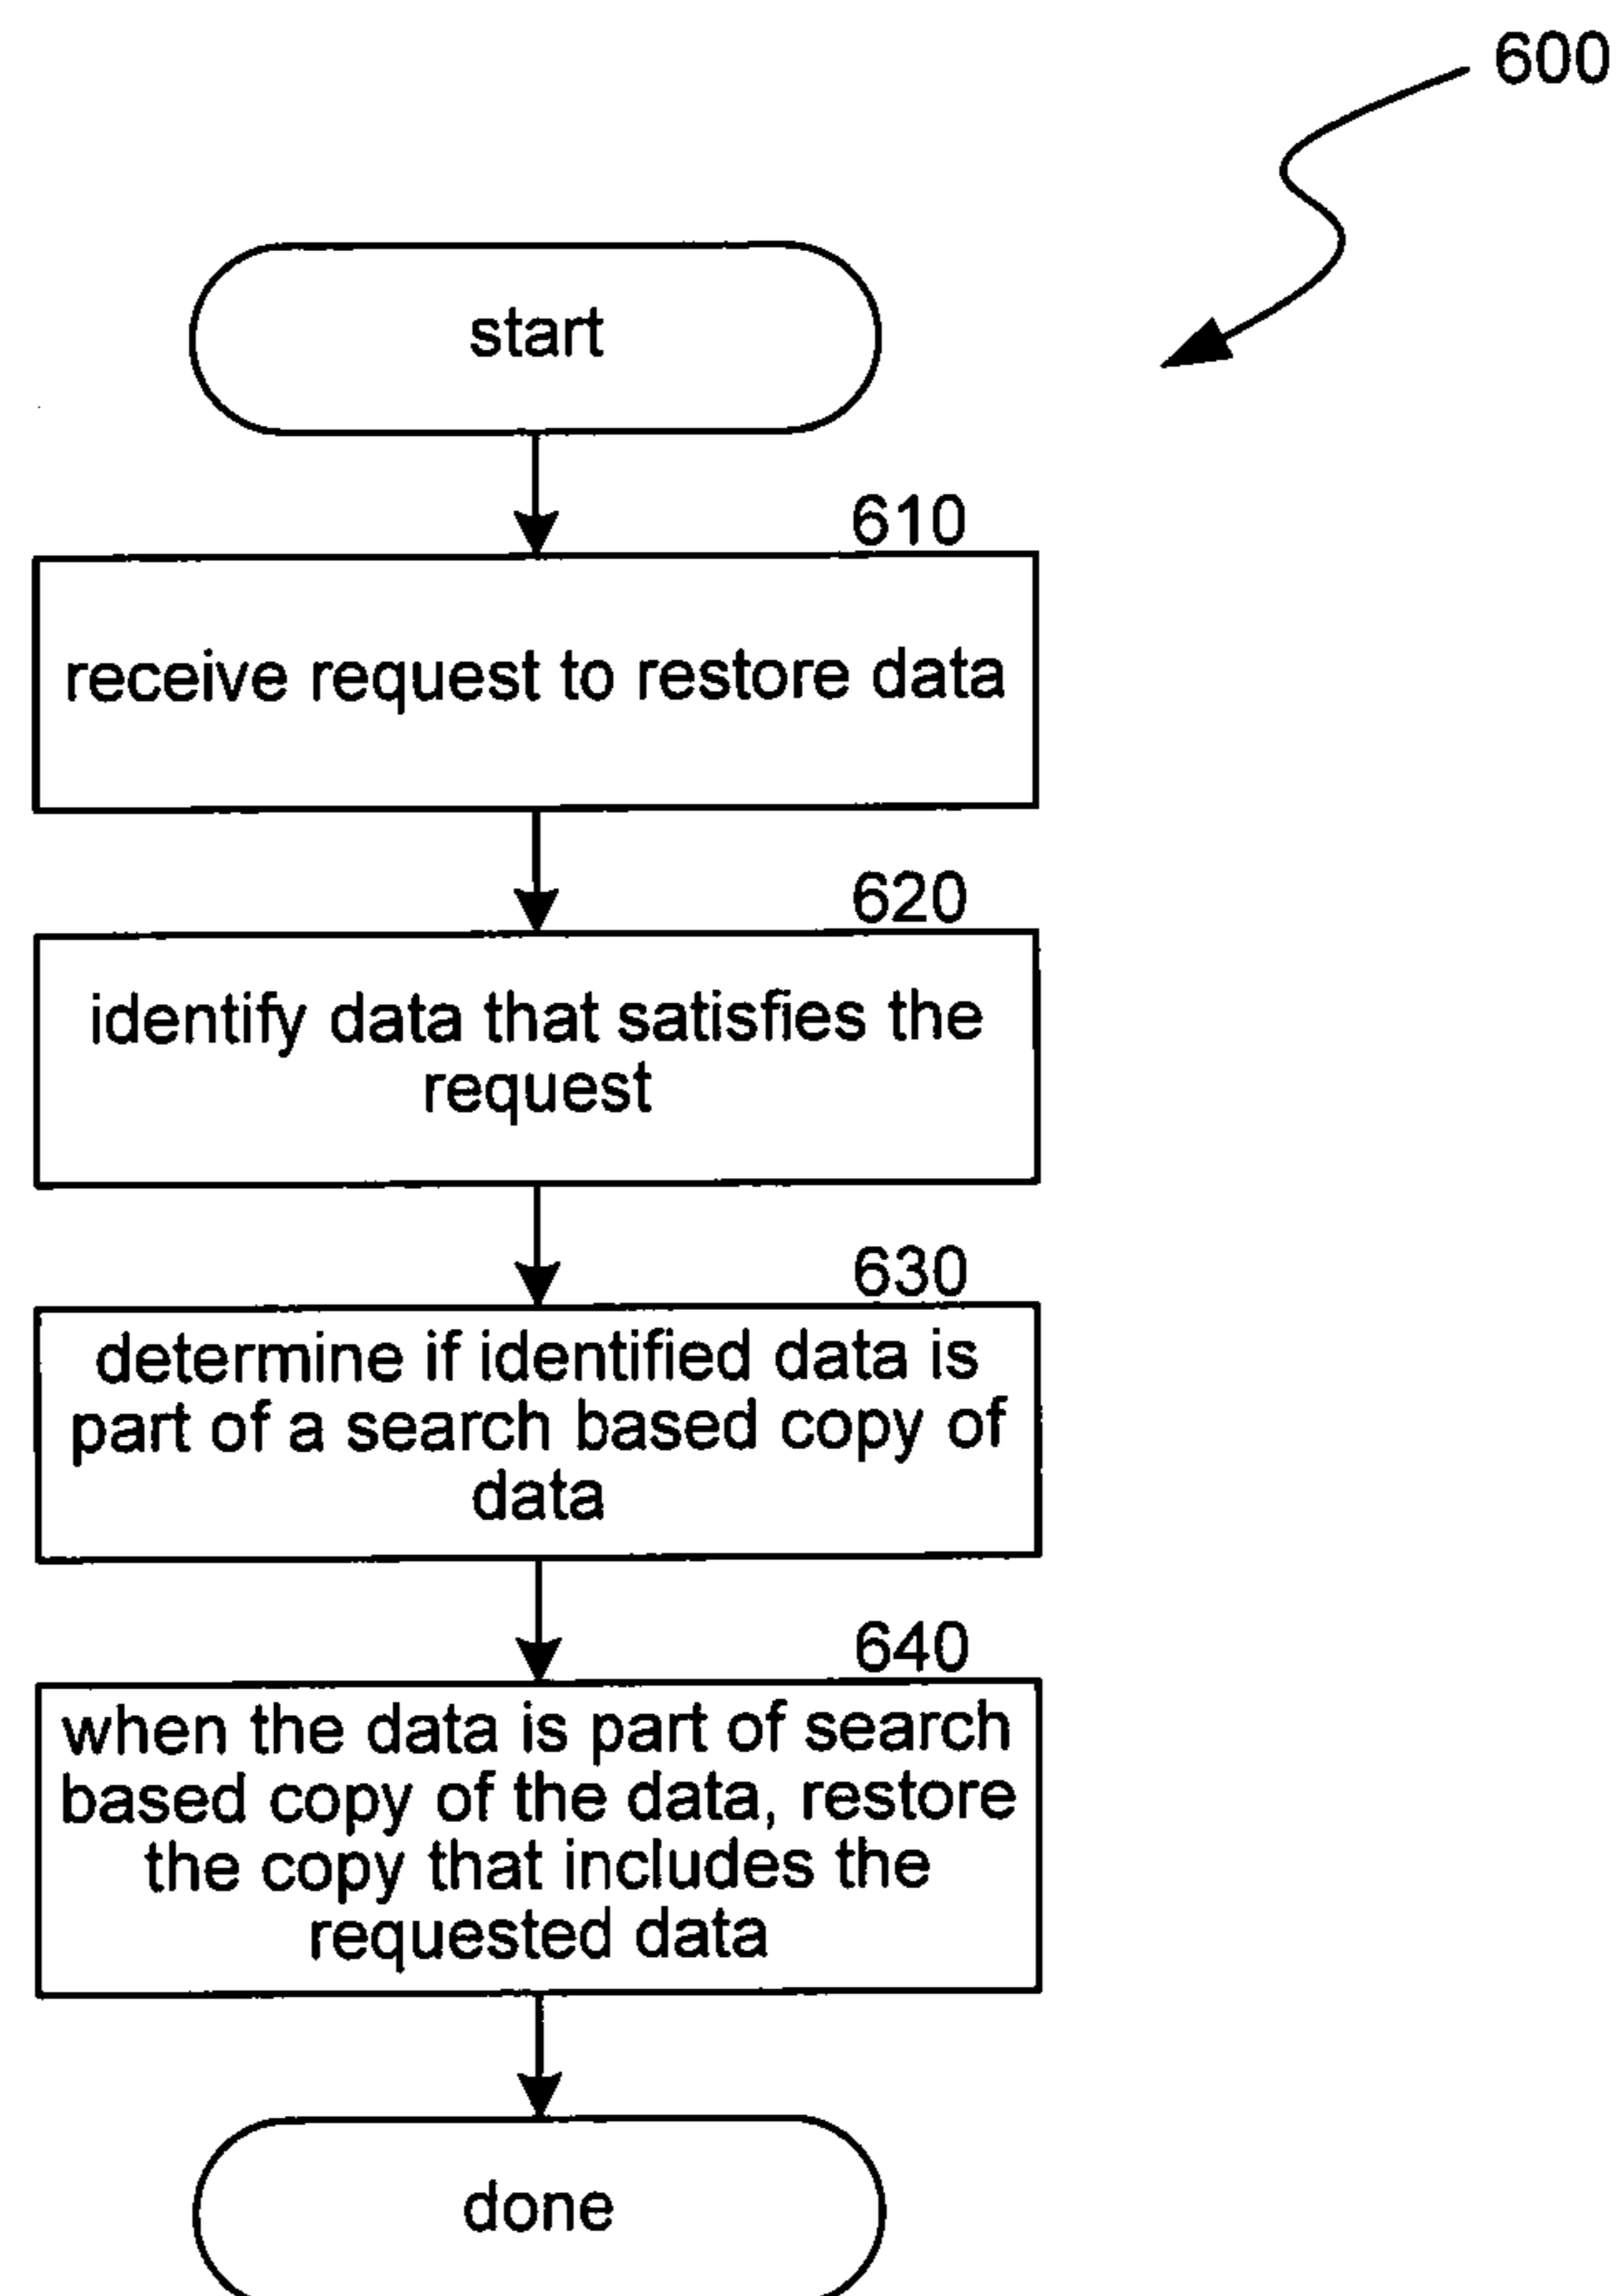 600
start
610
receive request to restore data
620
identify data that satisfies the
request
630
determine if identified data is
part of a search based copy of
data
640
when the data is part of search
based copy of the data, restore
the copy that includes the
requested data
done